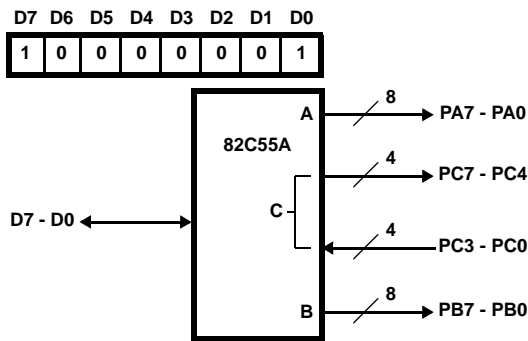 D7 D6 D5 D4 D3 D2 D1 D0
1 0 0 0 0 0 0 1
8
A PA7 - PA0
82C55A
4
PC7 - PC4
C
D7 - D0
4
PC3 - PC0
8
B PB7 - PB0